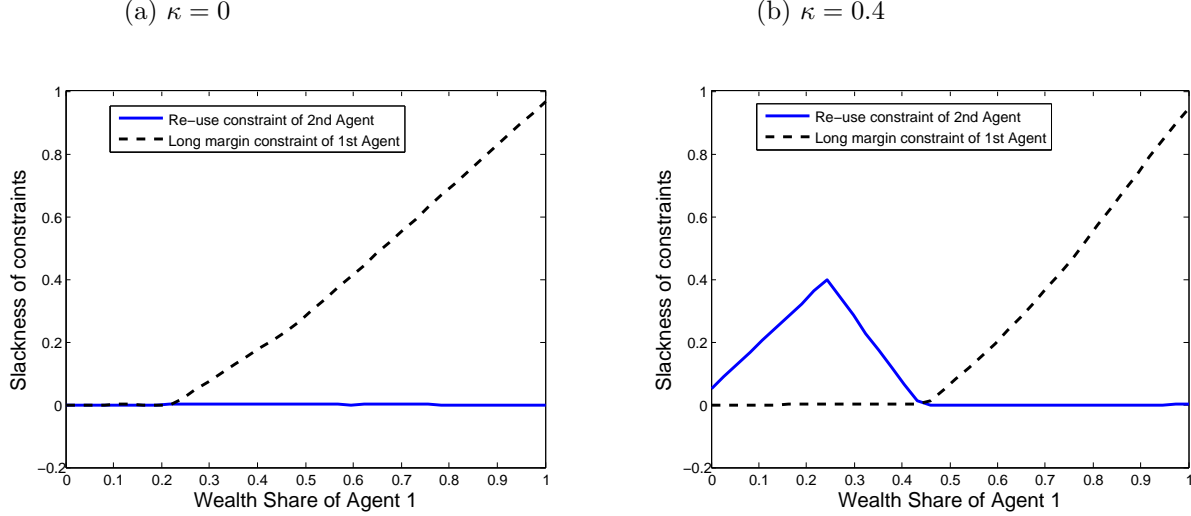 (a) κ = 0
1
0.8
0.6
0.4
0.2
0
−0.2
0 0.1 0.2 0.3 0.4 0.5 0.6 0.7 0.8 0.9 1
Slackness of constraints
Wealth Share of Agent 1
Re−use constraint of 2nd Agent
Long margin constraint of 1st Agent
(b) κ = 0.4
1
0.8
0.6
0.4
0.2
0
−0.2
0 0.1 0.2 0.3 0.4 0.5 0.6 0.7 0.8 0.9 1
Slackness of constraints
Wealth Share of Agent 1
Re−use constraint of 2nd Agent
Long margin constraint of 1st Agent